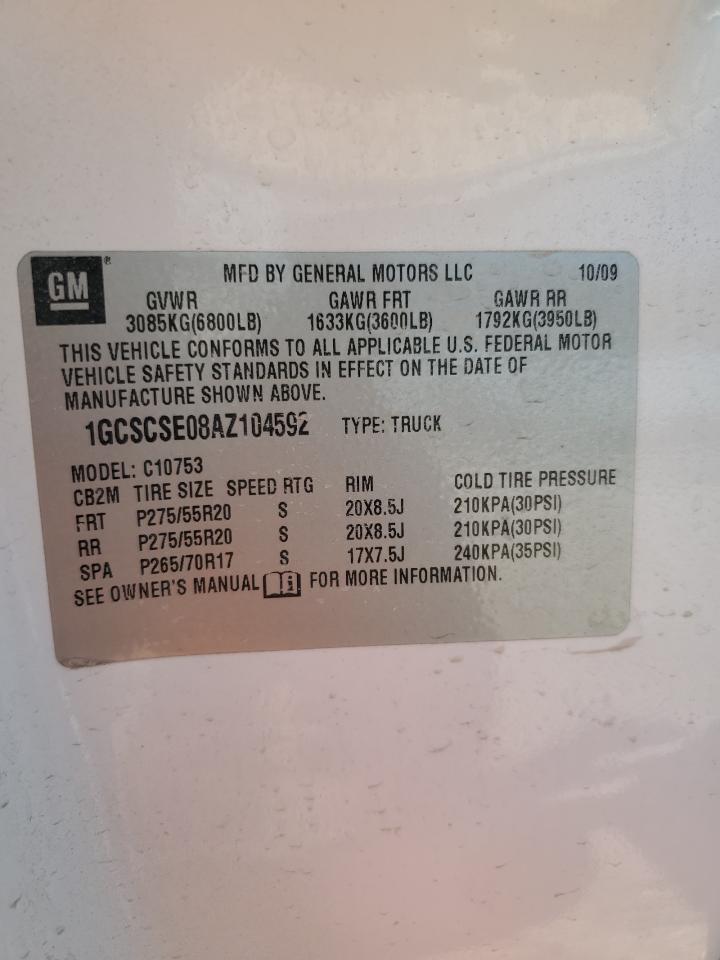 GM® MFD BY GENERAL MOTORS LLC 10/09
GVWR GAWR FRT GAWR RR
3085KG(6800LB) 1633KG(3600LB) 1792KG(3950LB)
THIS VEHICLE CONFORMS TO ALL APPLICABLE U.S. FEDERAL MOTOR
VEHICLE SAFETY STANDARDS IN EFFECT ON THE DATE OF
MANUFACTURE SHOWN ABOVE.
1GCSCSE08AZ104592 TYPE: TRUCK
MODEL: C10753
CB2M TIRE SIZE SPEED RTG RIM COLD TIRE PRESSURE
FRT P275/55R20 S 20X8.5J 210KPA(30PSI)
RR P275/55R20 S 20X8.5J 210KPA(30PSI)
SPA P265/70R17 S 17X7.5J 240KPA(35PSI)
SEE OWNER'S MANUAL FOR MORE INFORMATION.